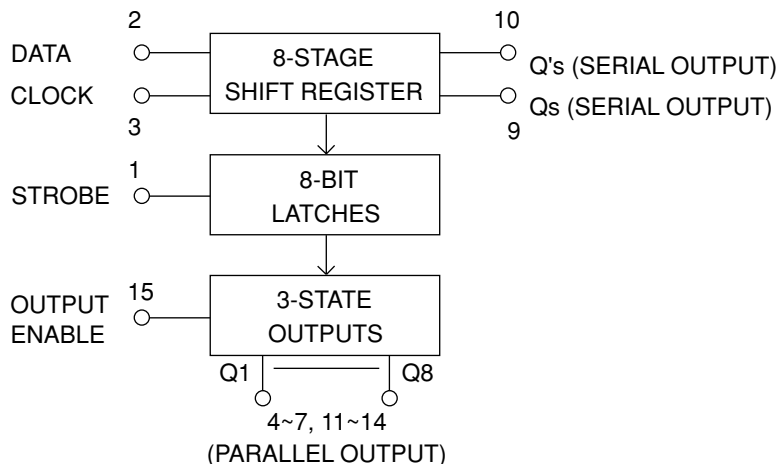 2
10
DATA
8-STAGE
SHIFT REGISTER
Q's (SERIAL OUTPUT)
CLOCK
Qs (SERIAL OUTPUT)
3
9
1
STROBE
8-BIT
LATCHES
15
OUTPUT
ENABLE
3-STATE
OUTPUTS
Q1
Q8
4~7, 11~14
(PARALLEL OUTPUT)